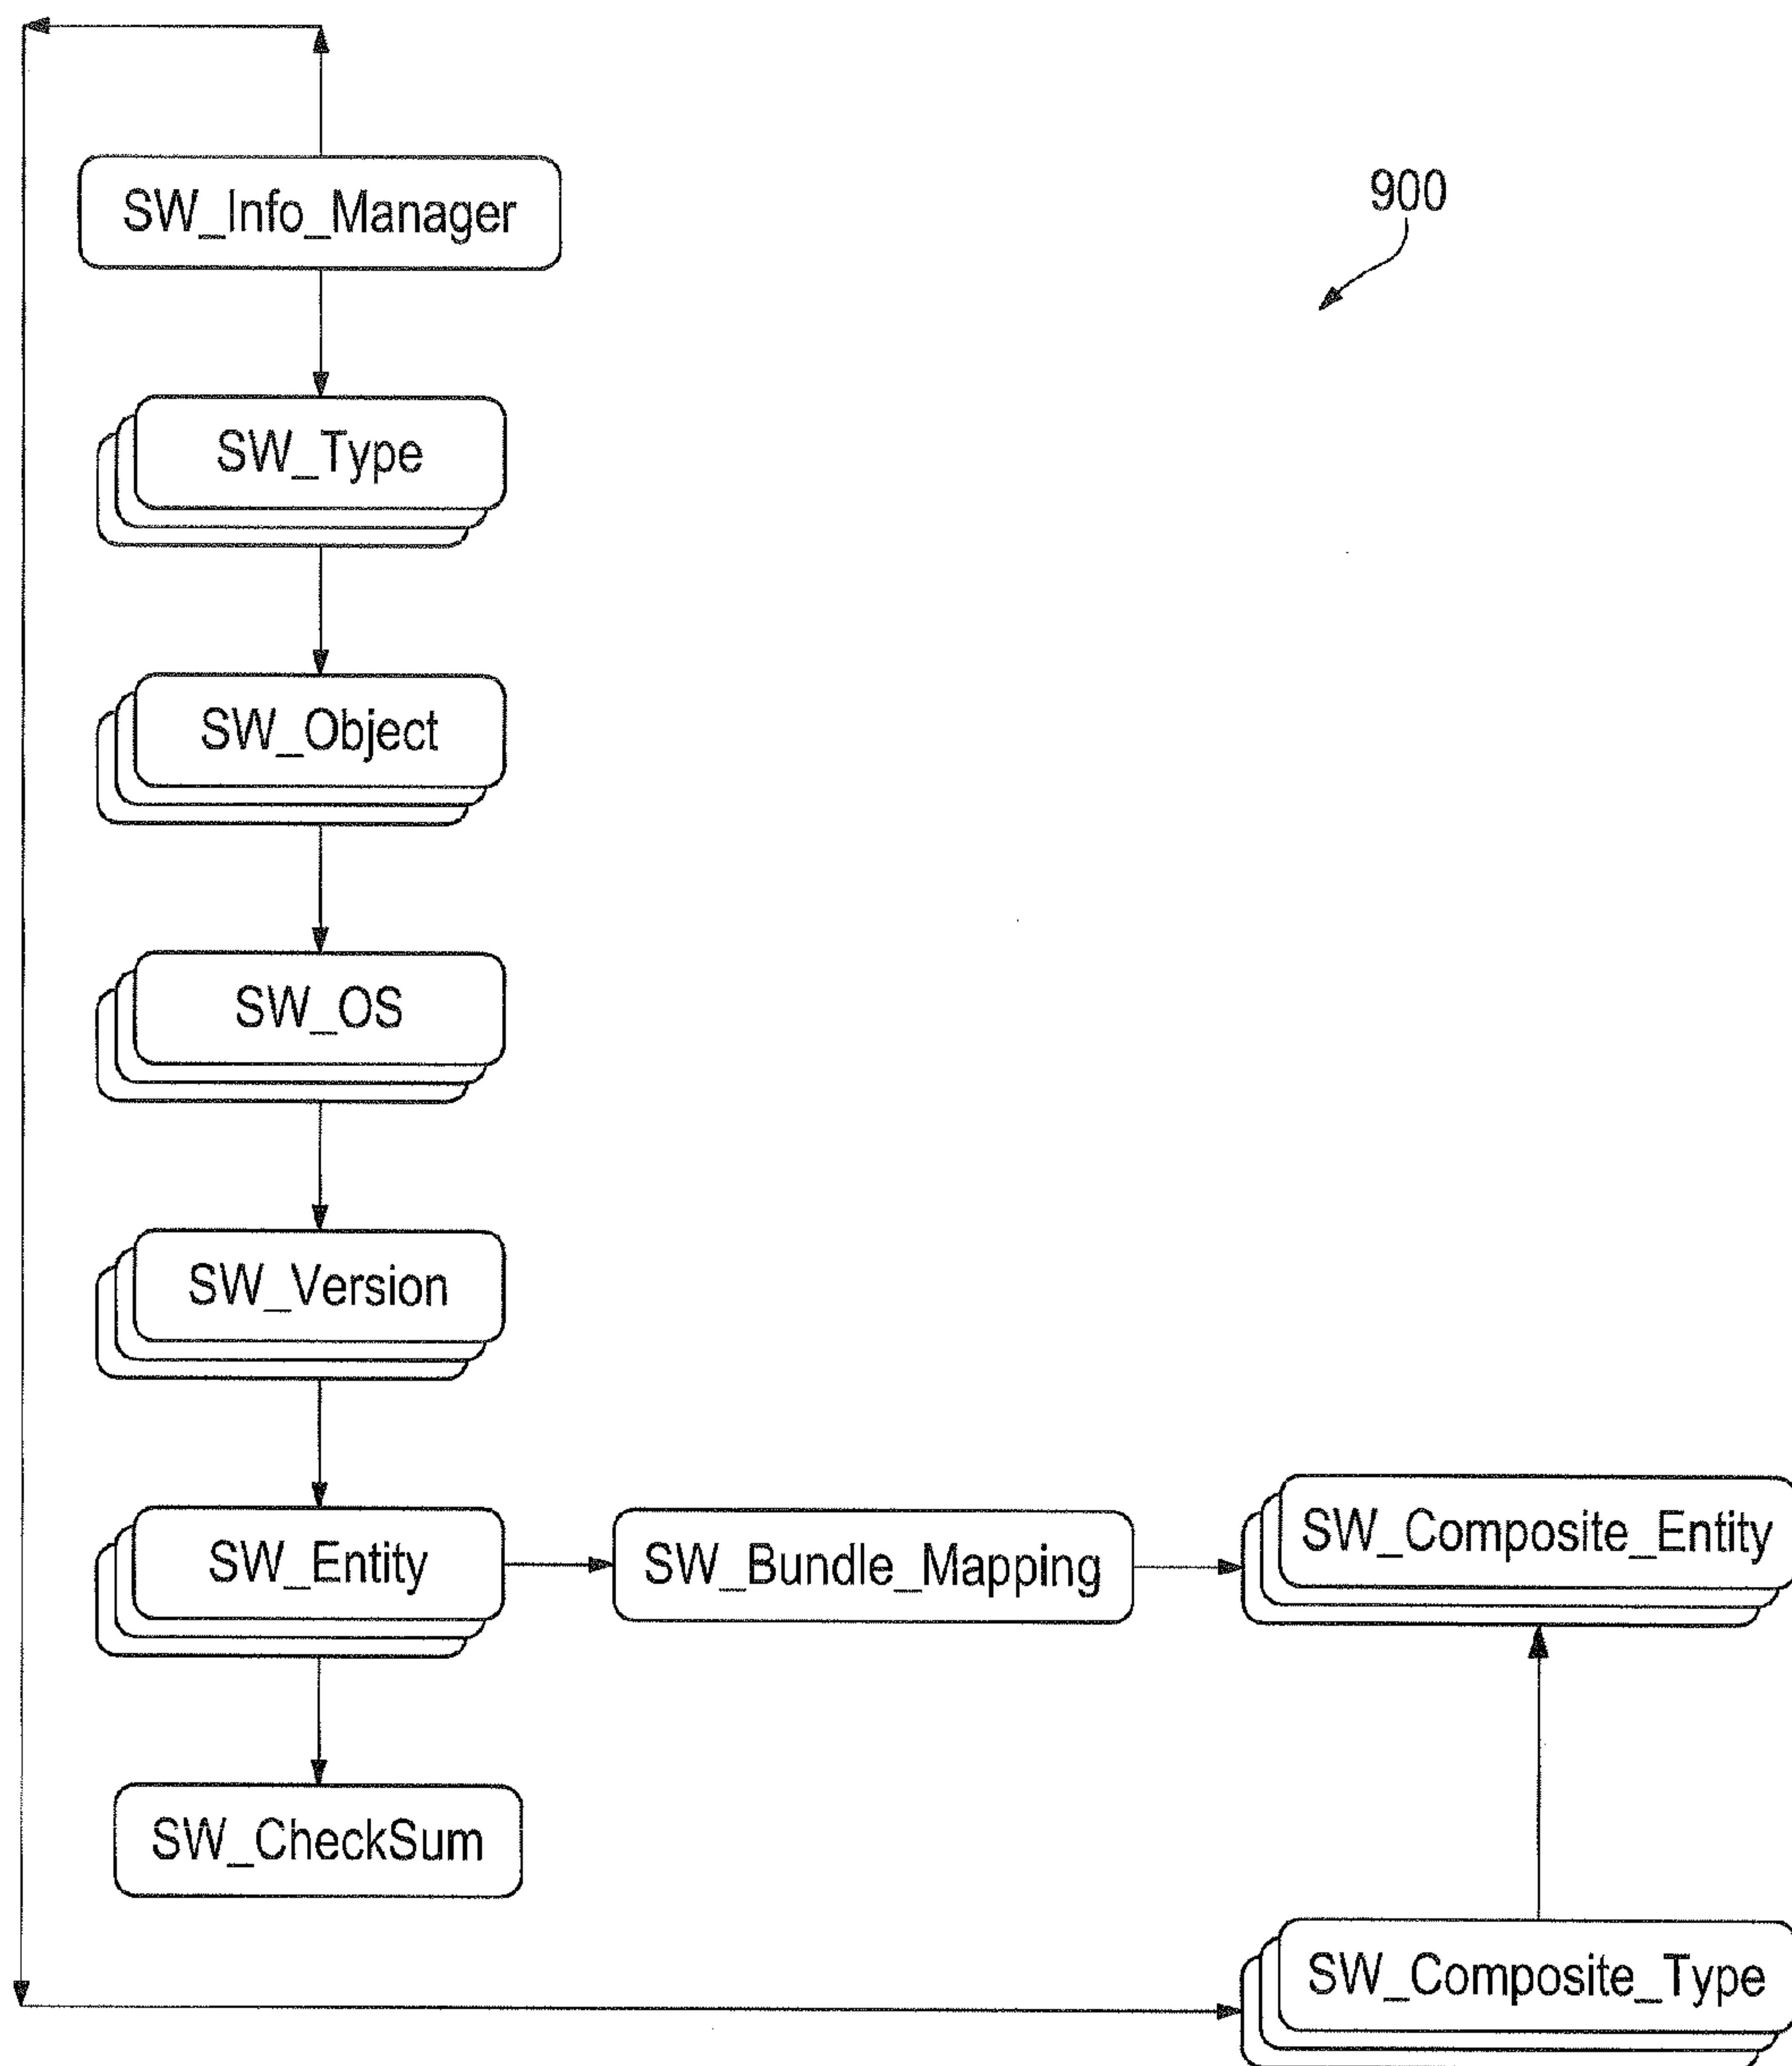 SW_Info_Manager
900
SW_Type
SW_Object
SW_OS
SW_Version
SW_Entity
SW_Bundle_Mapping
SW_Composite_Entity
SW_CheckSum
SW_Composite_Type